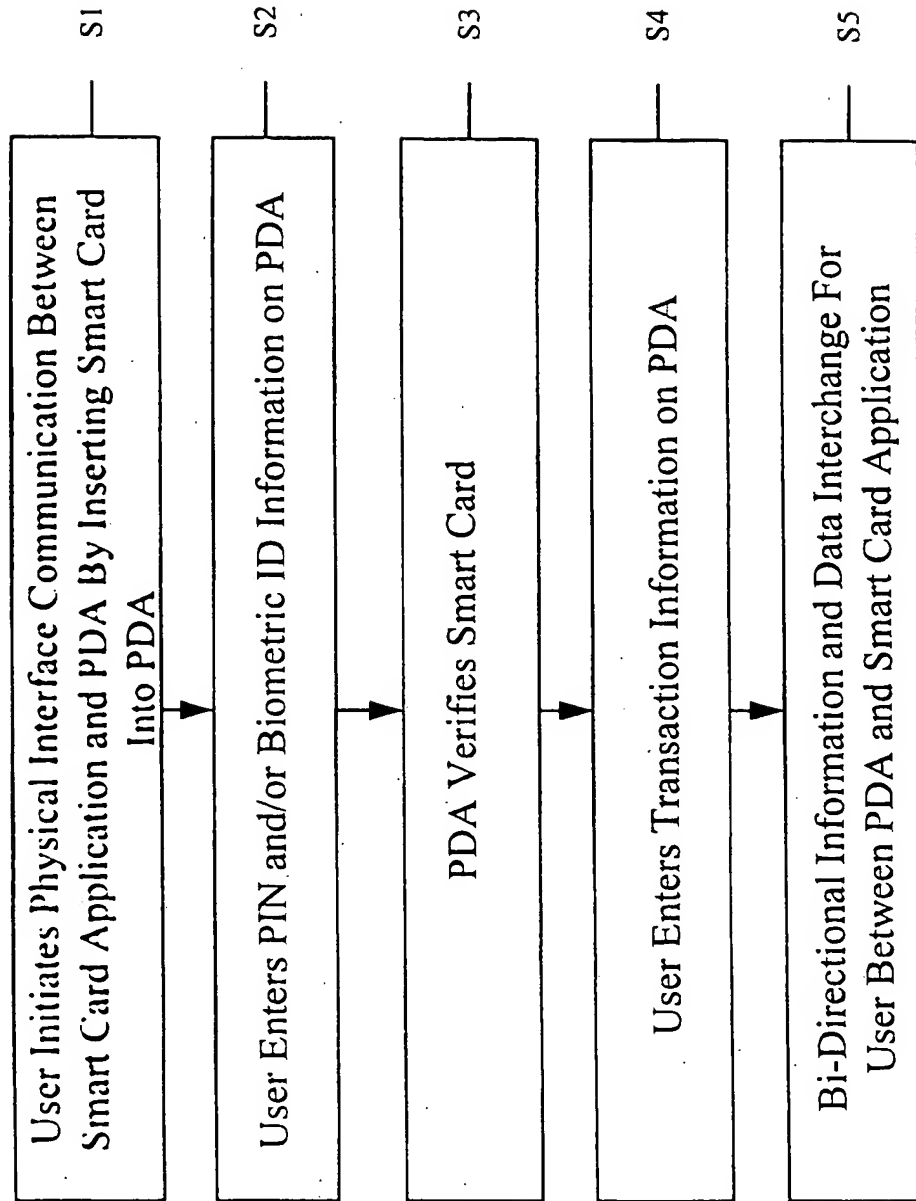 User Initiates Physical Interface Communication Between
Smart Card Application and PDA By Inserting Smart Card
Into PDA
S1
User Enters PIN and/or Biometric ID Information on PDA
S2
PDA Verifies Smart Card
S3
User Enters Transaction Information on PDA
S4
Bi-Directional Information and Data Interchange For
User Between PDA and Smart Card Application
S5